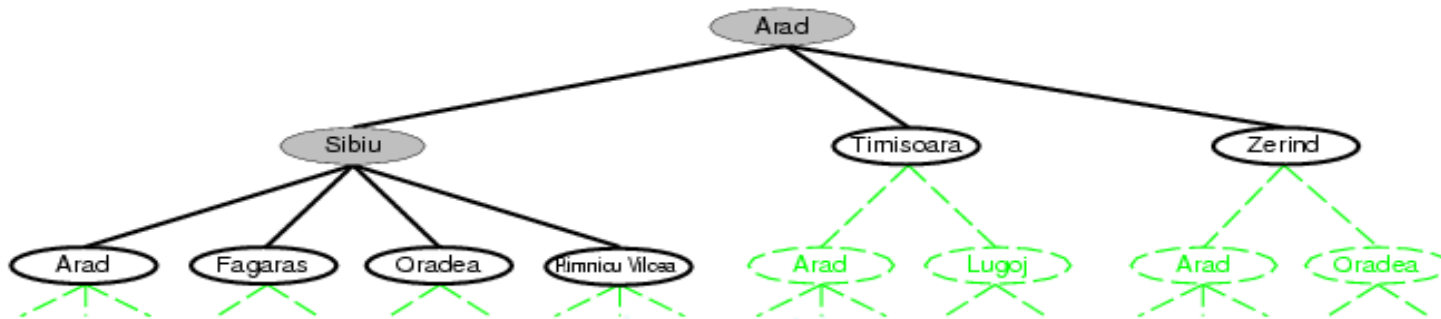 Arad
Sibiu
Timisoara
Zerind
Arad
Fagaras
Oradea
Rimnicu Vilcea
Arad
Lugoj
Arad
Oradea